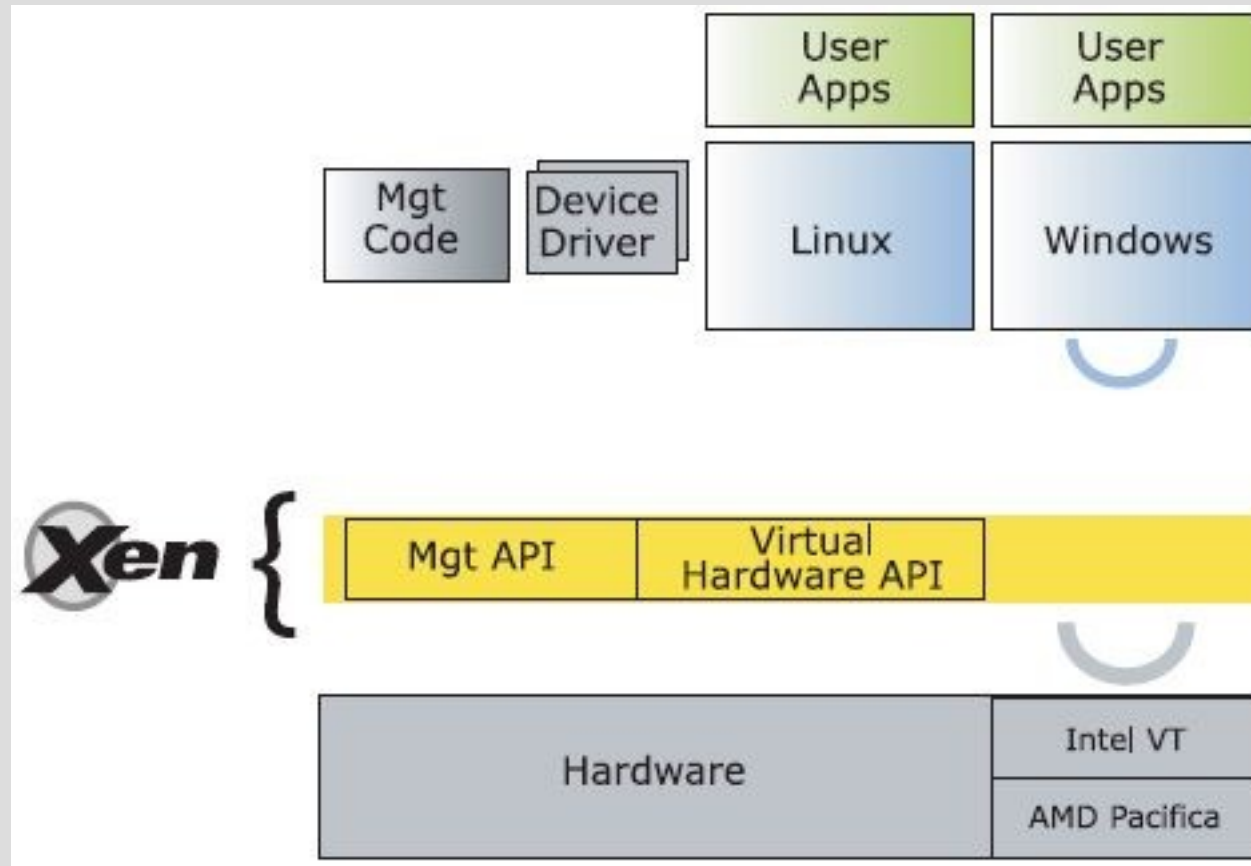 User
Apps
User
Apps
Mgt
Code
Device
Driver
Linux
Windows
Xen
Mgt API
Virtual
Hardware API
Hardware
Intel VT
AMD Pacifica